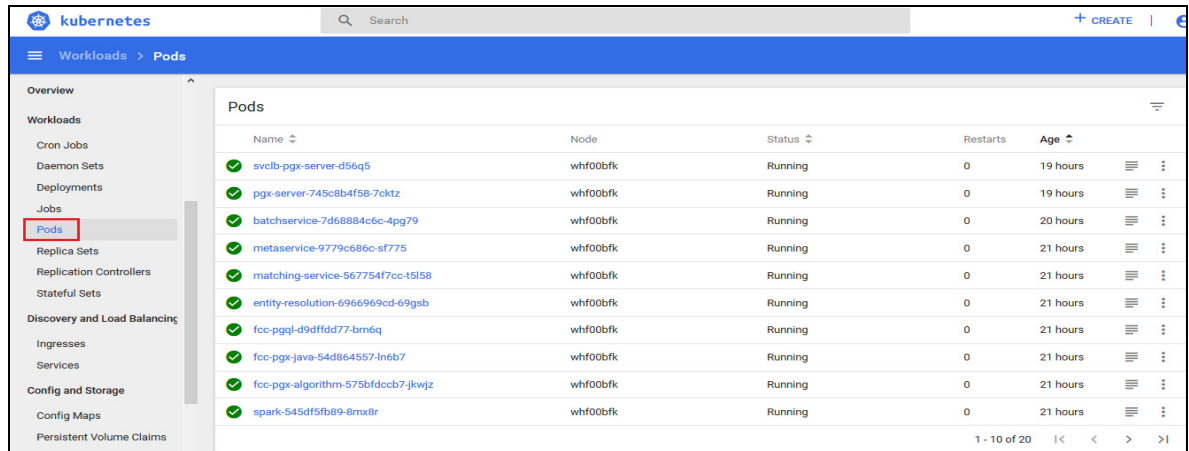 kubernetes
Search
+ CREATE |
Workloads > Pods
Overview
Workloads
Cron Jobs
Daemon Sets
Deployments
Jobs
Pods
Replica Sets
Replication Controllers
Stateful Sets
Discovery and Load Balancing
Ingresses
Services
Config and Storage
Config Maps
Persistent Volume Claims
Pods
Name Node Status Restarts Age
svclb-pgx-server-d56q5 whf00bfk Running 0 19 hours
pgx-server-745c8b4f58-7cktz whf00bfk Running 0 19 hours
batchservice-7d68884c6c-4pg79 whf00bfk Running 0 20 hours
metaservice-9779c686c-sf775 whf00bfk Running 0 21 hours
matching-service-567754f7cc-t5l58 whf00bfk Running 0 21 hours
entity-resolution-6966969cd-69gsb whf00bfk Running 0 21 hours
fcc-pgql-d9dffdd77-brn6q whf00bfk Running 0 21 hours
fcc-pgx-java-54d864557-ln6b7 whf00bfk Running 0 21 hours
fcc-pgx-algorithm-575bfdccb7-jkwjz whf00bfk Running 0 21 hours
spark-545df5fb89-8mx8r whf00bfk Running 0 21 hours
1 - 10 of 20 |< < > >|